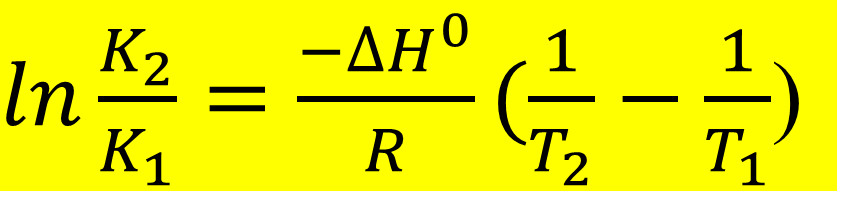 ln K₂/K₁ = −ΔH⁰/R (1/T₂ − 1/T₁)